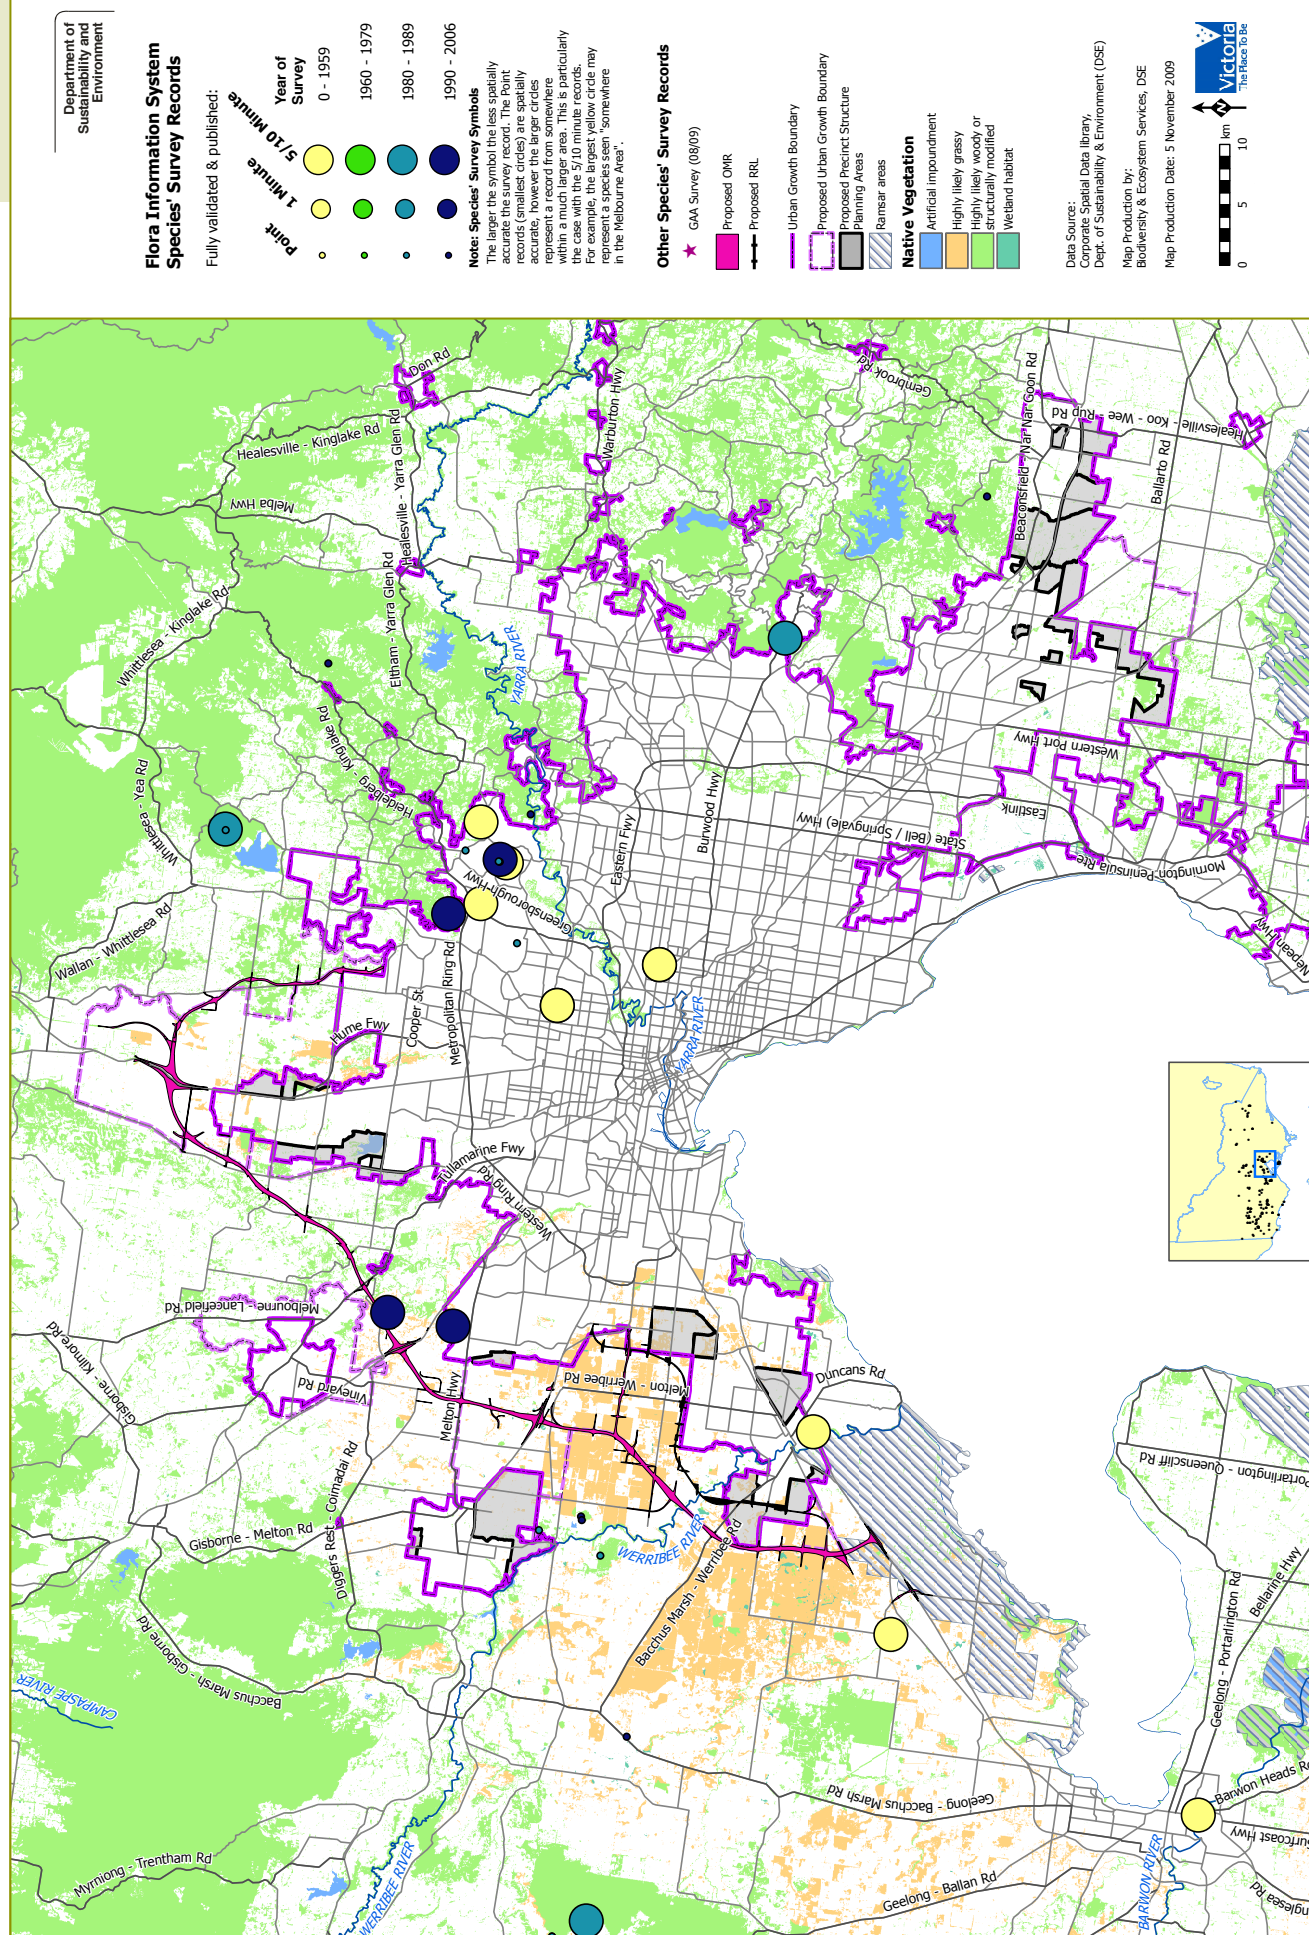 Department of
Sustainability and
Environment
Flora Information System
Species' Survey Records
Fully validated & published:
Point
1 Minute
5/10 Minute
Year of
Survey
0 - 1959
1960 - 1979
1980 - 1989
1990 - 2006
Note: Species' Survey Symbols
The larger the symbol the less spatially
accurate the survey record. The Point
records (smallest circles) are spatially
accurate, however the larger circles
represent a record from somewhere
within a much larger area. This is particularly
the case with the 5/10 minute records.
For example, the largest yellow circle may
represent a species seen "somewhere
in the Melbourne Area".
Other Species' Survey Records
GAA Survey (08/09)
Proposed OMR
Proposed RRL
Urban Growth Boundary
Proposed Urban Growth Boundary
Proposed Precinct Structure
Planning Areas
Ramsar areas
Native Vegetation
Artificial impoundment
Highly likely grassy
Highly likely woody or
structurally modified
Wetland habitat
Data Source:
Corporate Spatial Data library,
Dept. of Sustainability & Environment (DSE)
Map Production by:
Biodiversity & Ecosystem Services, DSE
Map Production Date: 5 November 2009
0
5
10
km
N
Victoria
The Place To Be
Don Rd
Healesville - Kinglake Rd
Melba Hwy
Healesville - Yarra Glen Rd
Eltham - Yarra Glen Rd
Warburton Hwy
Gembrook Rd
Beaconsfield - Nar Nar Goon Rd
Healesville - Koo - Wee - Rup Rd
Ballarto Rd
Whittlesea - Kinglake Rd
Whittlesea - Yea Rd
Heidelberg - Kinglake Rd
YARRA RIVER
Western Port Hwy
Eastlink
State (Bell / Springvale) Hwy
Burwood Hwy
Eastern Fwy
Greensborough Hwy
Mornington-Peninsula Rte
Nepean Hwy
Wallan - Whittlesea Rd
Metropolitan Ring Rd
Cooper St
Hume Fwy
YARRA RIVER
Tullamarine Fwy
Western Ring Rd
Melbourne - Lancefield Rd
Gisborne - Kilmore Rd
Vineyard Rd
Melton Hwy
Melton - Werribee Rd
Duncans Rd
Diggers Rest - Coimadai Rd
Gisborne - Melton Rd
WERRIBEE RIVER
Bacchus Marsh - Werribee Rd
Bacchus Marsh - Gisborne Rd
CAMPASPE RIVER
Portarlington - Queenscliff Rd
Geelong - Portarlington Rd
Bellarine Hwy
Geelong - Bacchus Marsh Rd
Barwon Heads Rd
Surfcoast Hwy
Myrniong - Trentham Rd
WERRIBEE RIVER
Geelong - Ballan Rd
BARWON RIVER
nglesea Rd